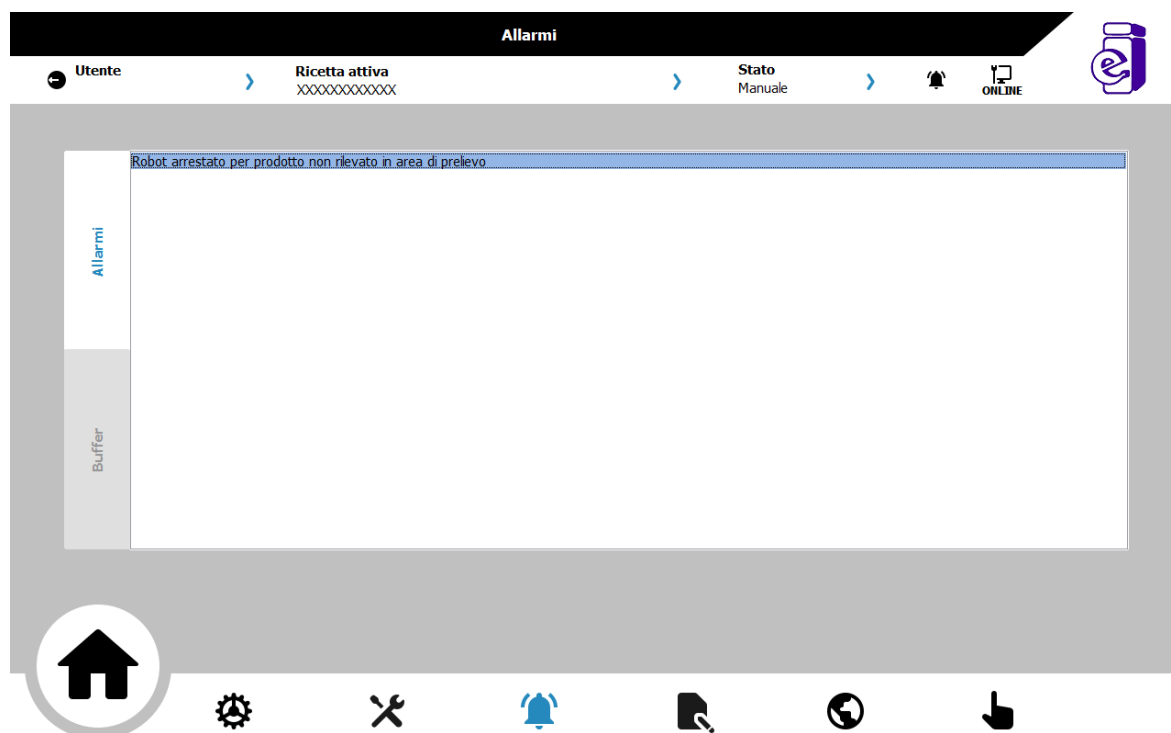 Allarmi
Utente
Ricetta attiva
XXXXXXXXXXXX
Stato
Manuale
ONLINE
e
Robot arrestato per prodotto non rilevato in area di prelievo
Allarmi
Buffer